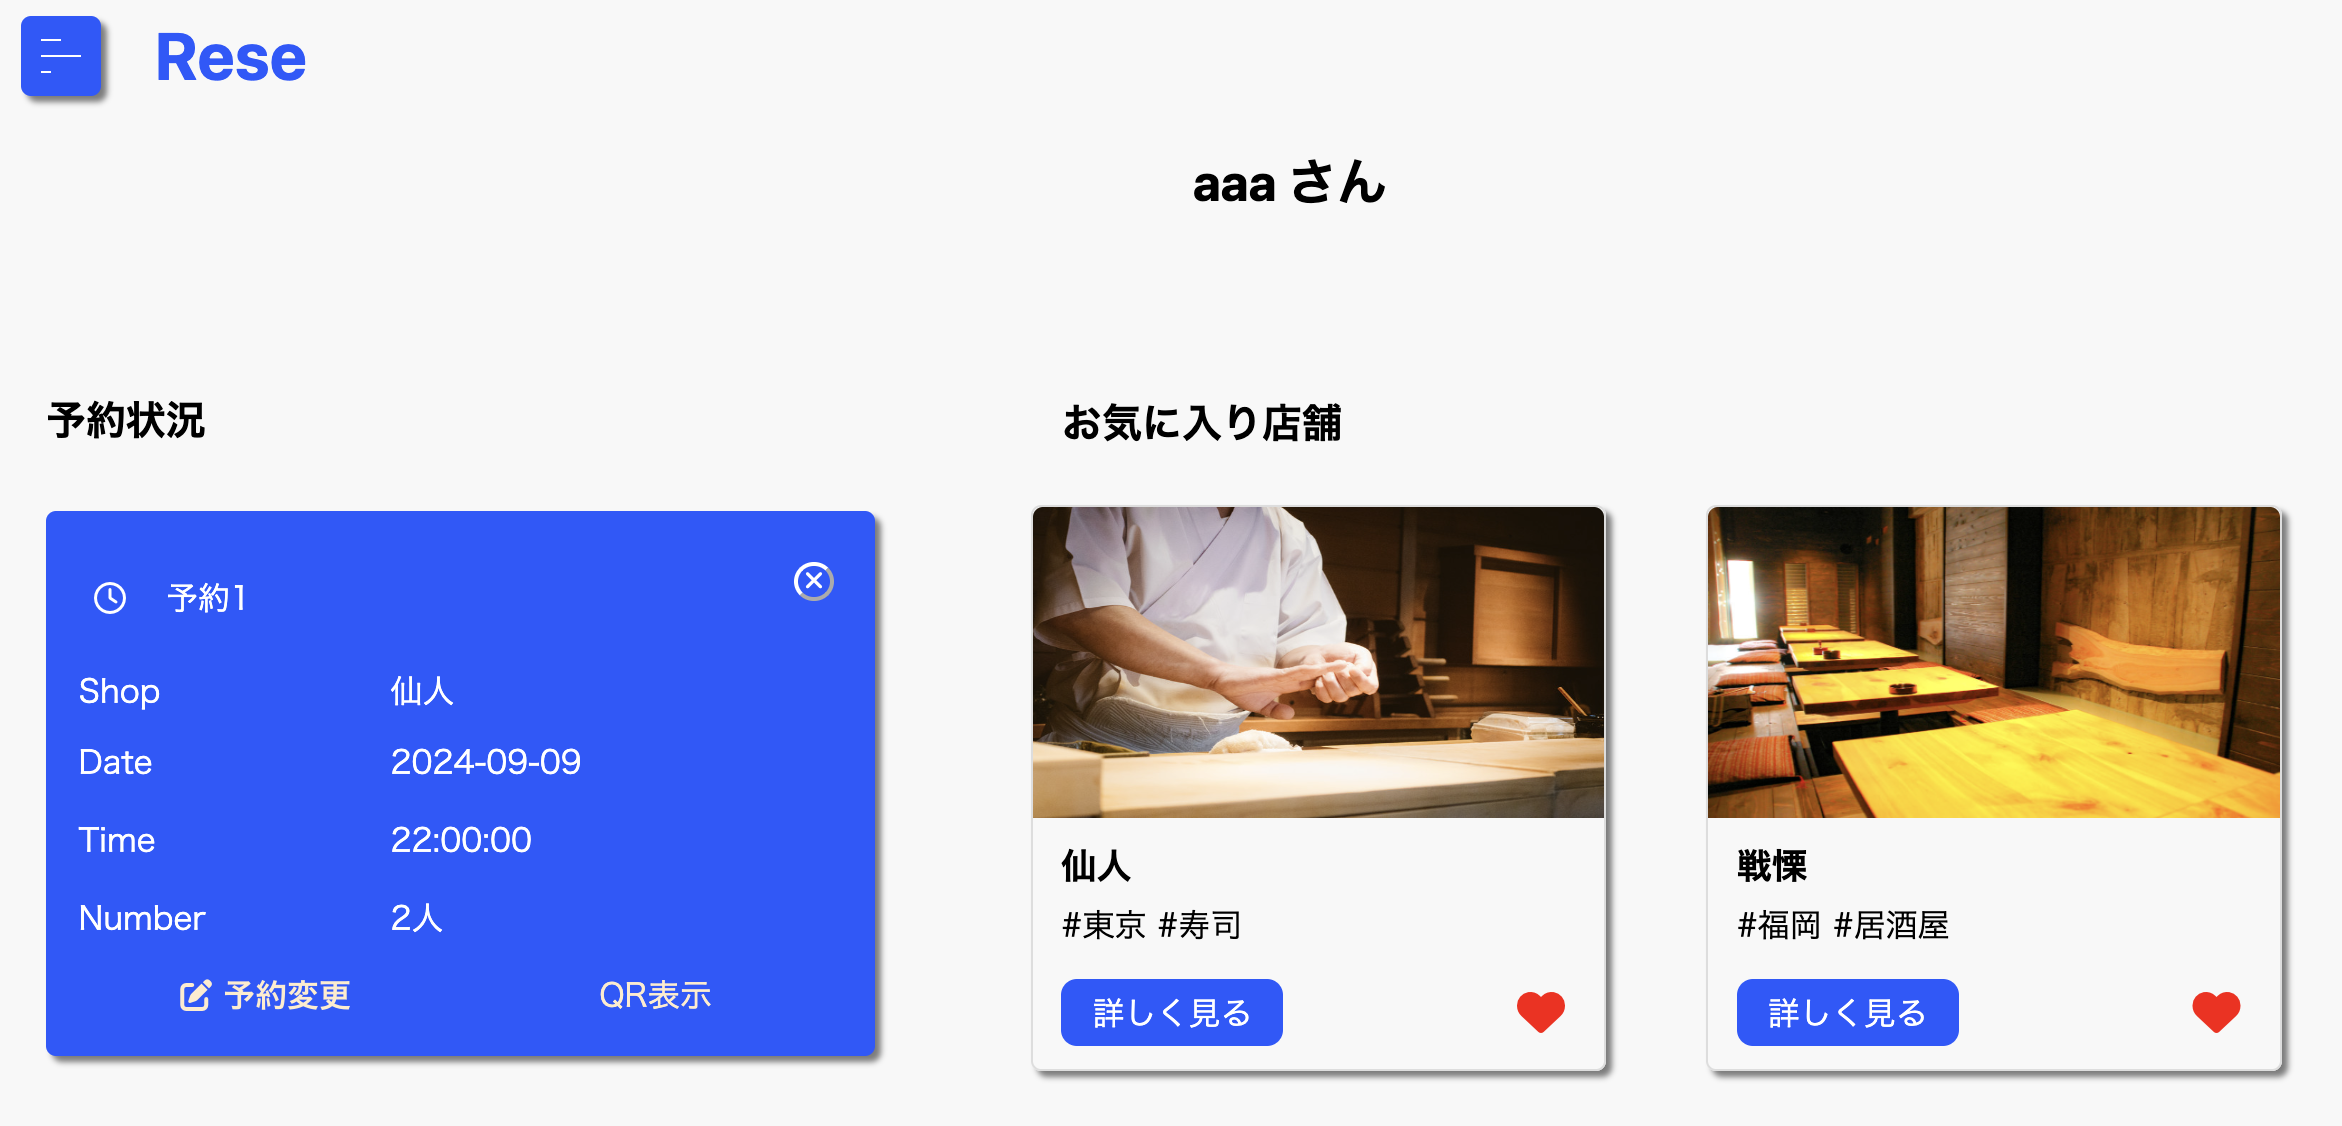 Rese
aaa さん
予約状況
予約1
Shop 仙人
Date 2024-09-09
Time 22:00:00
Number 2人
予約変更 QR表示
お気に入り店舗
仙人
#東京 #寿司
詳しく見る
戦慄
#福岡 #居酒屋
詳しく見る